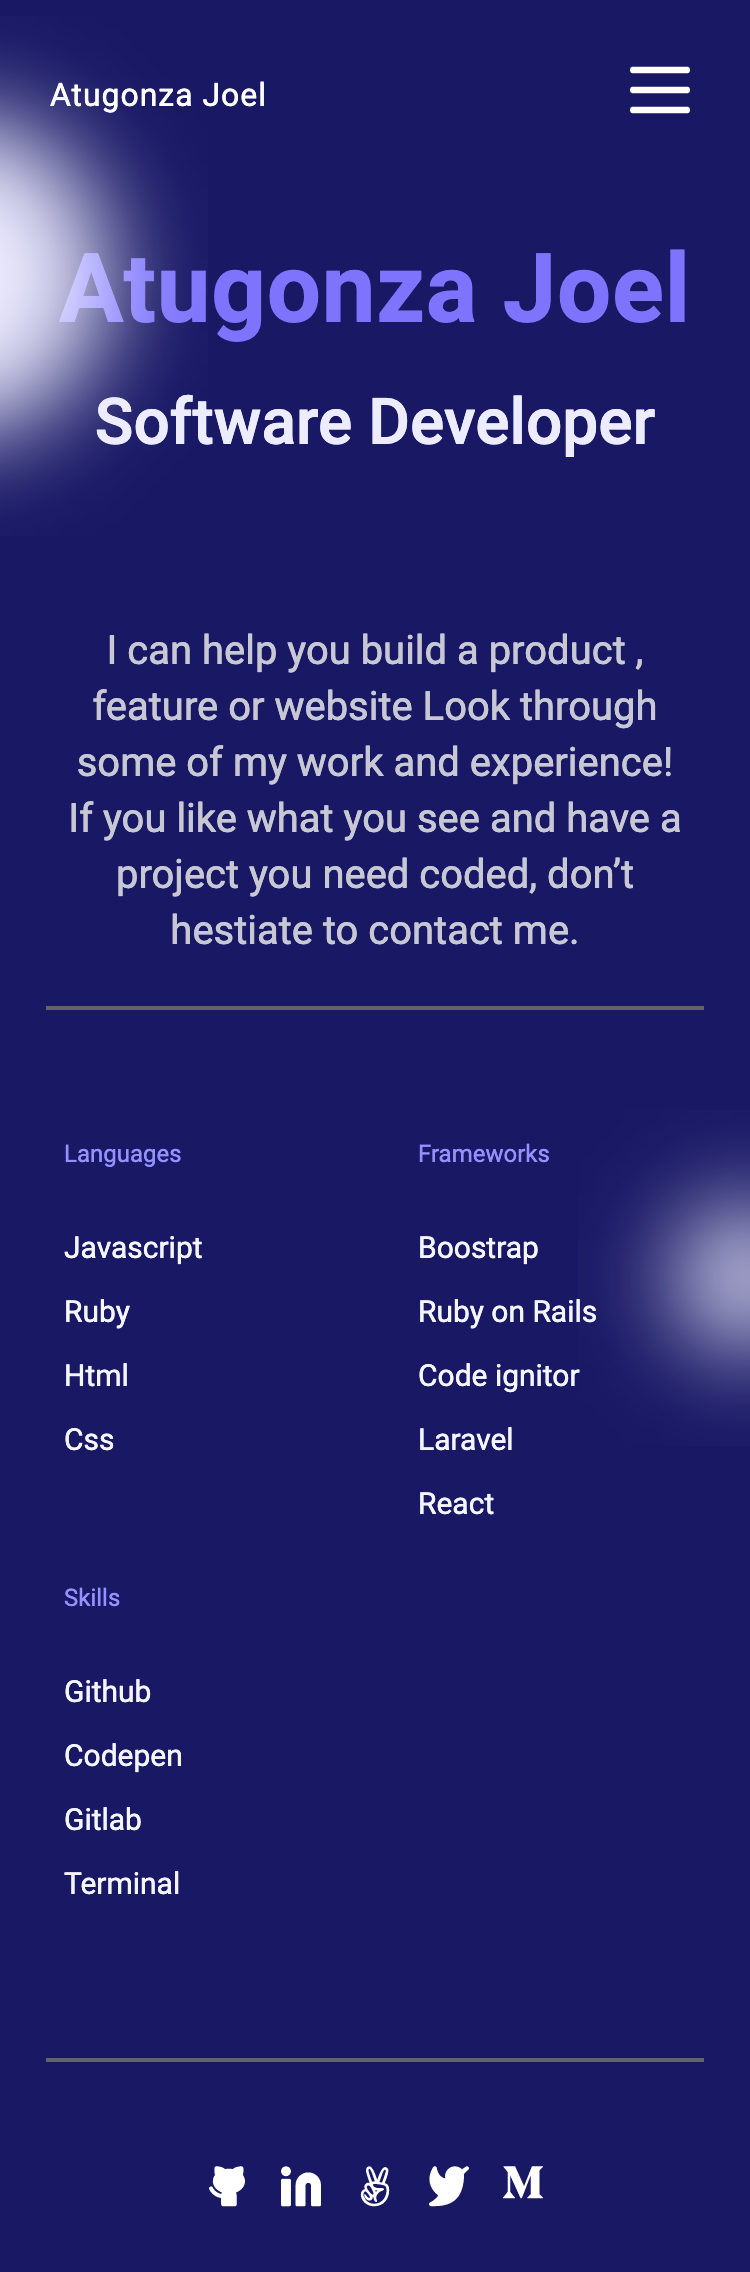 Atugonza Joel
Atugonza Joel
Software Developer
I can help you build a product ,
feature or website Look through
some of my work and experience!
If you like what you see and have a
project you need coded, don’t
hestiate to contact me.
Languages
Javascript
Ruby
Html
Css
Frameworks
Boostrap
Ruby on Rails
Code ignitor
Laravel
React
Skills
Github
Codepen
Gitlab
Terminal